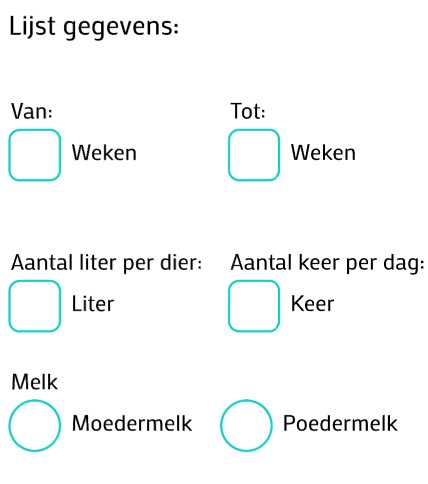 Lijst gegevens:
Van: Tot:
Weken Weken
Aantal liter per dier: Aantal keer per dag:
Liter Keer
Melk
Moedermelk Poedermelk